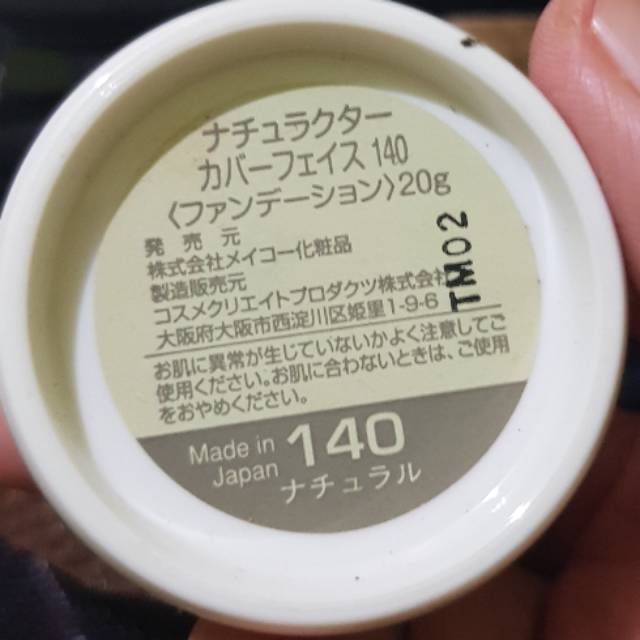 ナチュラクター
カバーフェイス 140
〈ファンデーション〉20g
発 売 元
株式会社メイコー化粧品
製造販売元
コスメクリエイトプロダクツ株式会社
大阪府大阪市西淀川区姫里1-9-6
TM02
お肌に異常が生じていないかよく注意してご
使用ください。お肌に合わないときは、ご使用
をおやめください。
Made in
Japan
140
ナチュラル